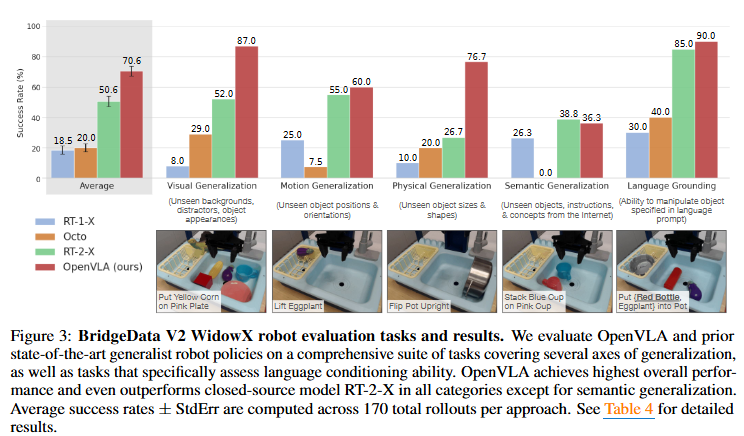 100
80
60
40
20
0
Success Rate (%)
18.5 20.0 50.6 70.6
8.0 29.0 52.0 87.0
25.0 7.5 55.0 60.0
10.0 20.0 26.7 76.7
26.3 0.0 38.8 36.3
30.0 40.0 85.0 90.0
Average
Visual Generalization
(Unseen backgrounds,
distractors, object
appearances)
Motion Generalization
(Unseen object positions &
orientations)
Physical Generalization
(Unseen object sizes &
shapes)
Semantic Generalization
(Unseen objects, instructions,
& concepts from the Internet)
Language Grounding
(Ability to manipulate object
specified in language
prompt)
RT-1-X
Octo
RT-2-X
OpenVLA (ours)
Put Yellow Corn
on Pink Plate
Lift Eggplant
Flip Pot Upright
Stack Blue Cup
on Pink Cup
Put {Red Bottle,
Eggplant} into Pot
Figure 3: BridgeData V2 WidowX robot evaluation tasks and results. We evaluate OpenVLA and prior
state-of-the-art generalist robot policies on a comprehensive suite of tasks covering several axes of generalization,
as well as tasks that specifically assess language conditioning ability. OpenVLA achieves highest overall perfor-
mance and even outperforms closed-source model RT-2-X in all categories except for semantic generalization.
Average success rates ± StdErr are computed across 170 total rollouts per approach. See Table 4 for detailed
results.